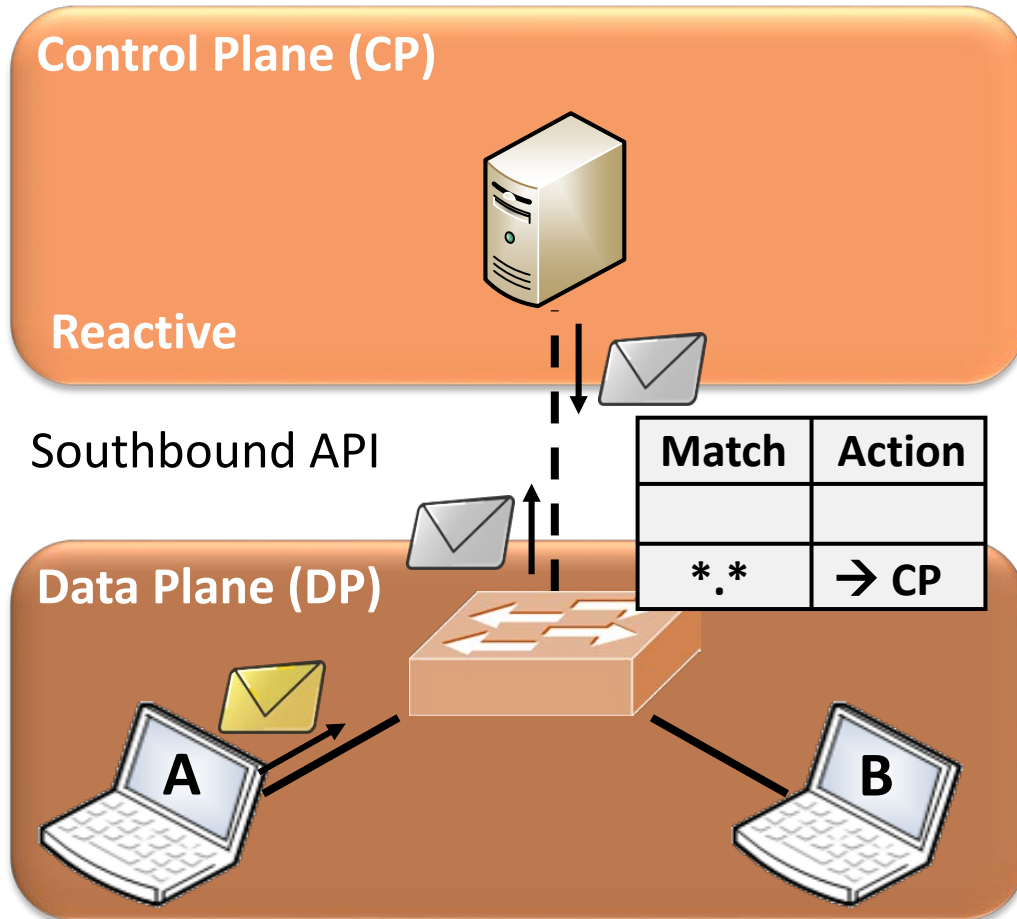 Control Plane (CP)
Reactive
Southbound API
Match Action
*.* → CP
Data Plane (DP)
A
B